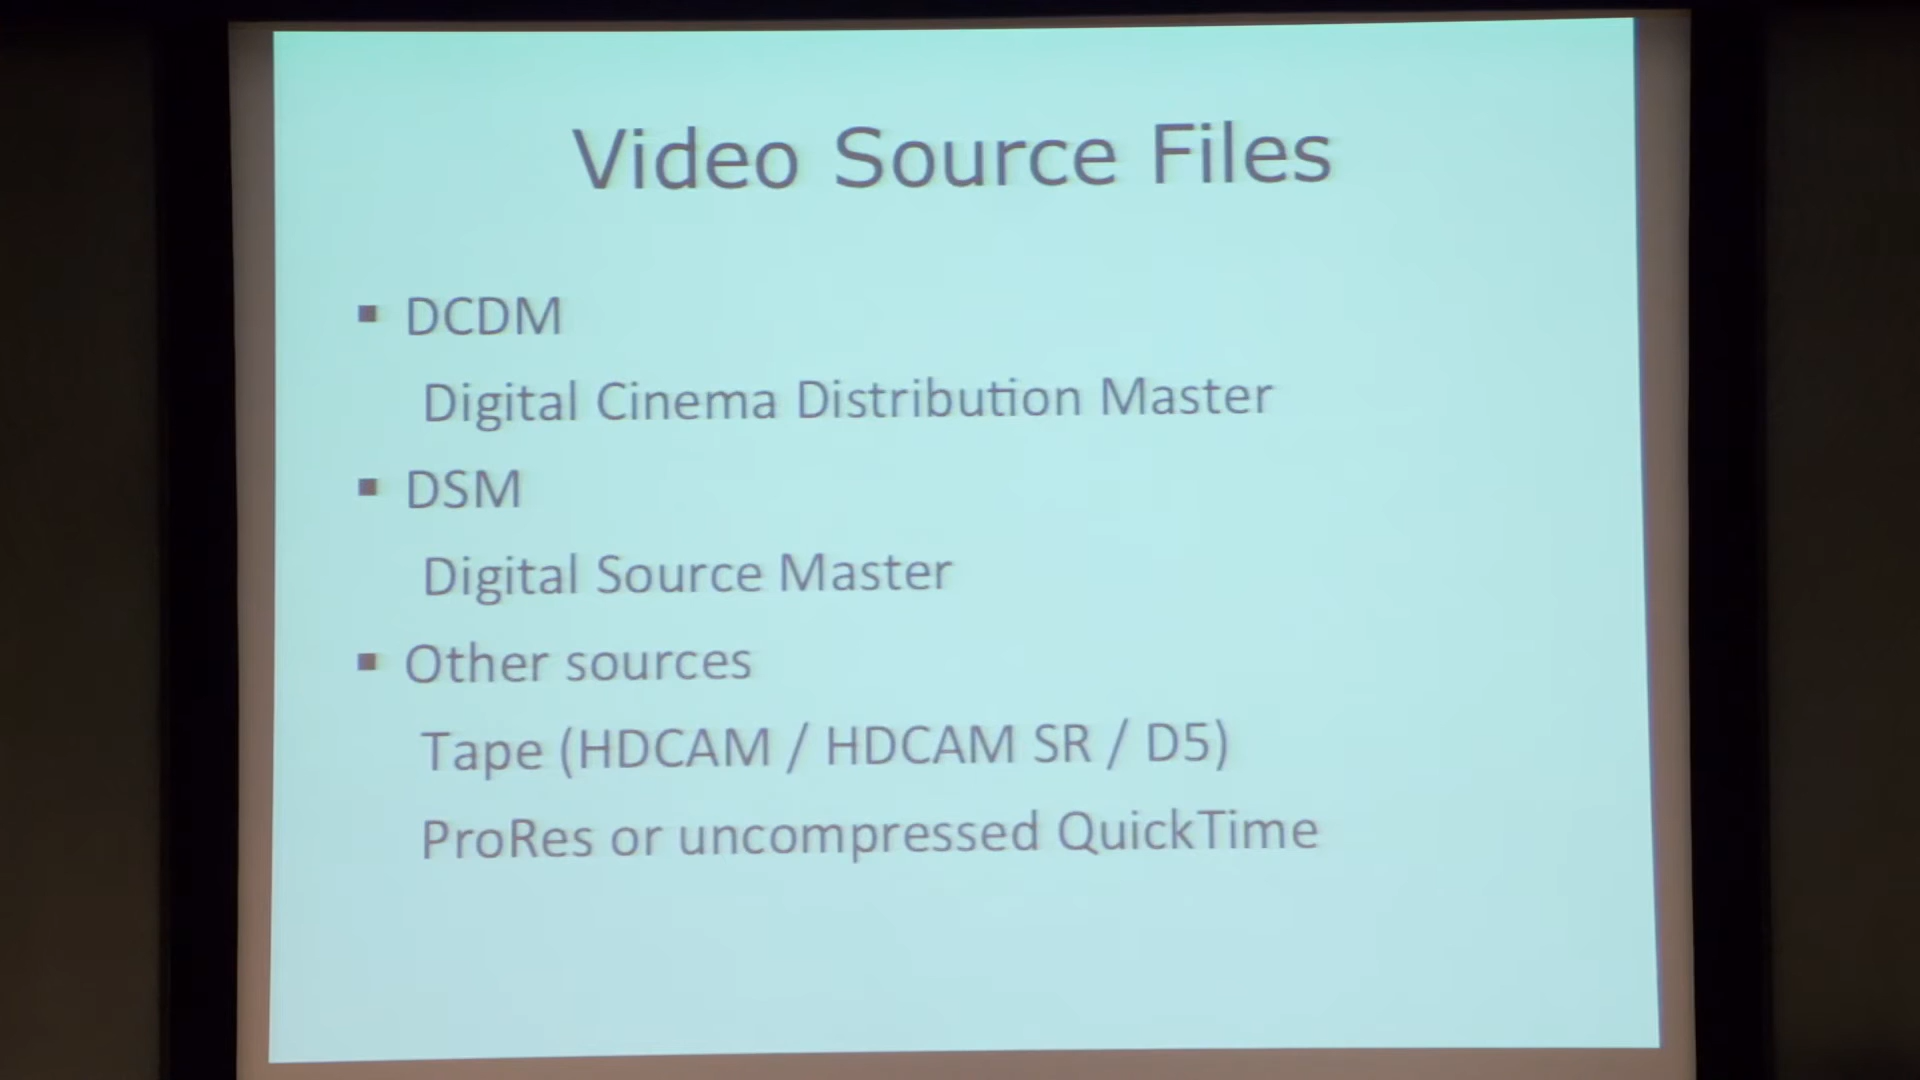 Video Source Files
▪ DCDM
Digital Cinema Distribution Master
▪ DSM
Digital Source Master
▪ Other sources
Tape (HDCAM / HDCAM SR / D5)
ProRes or uncompressed QuickTime